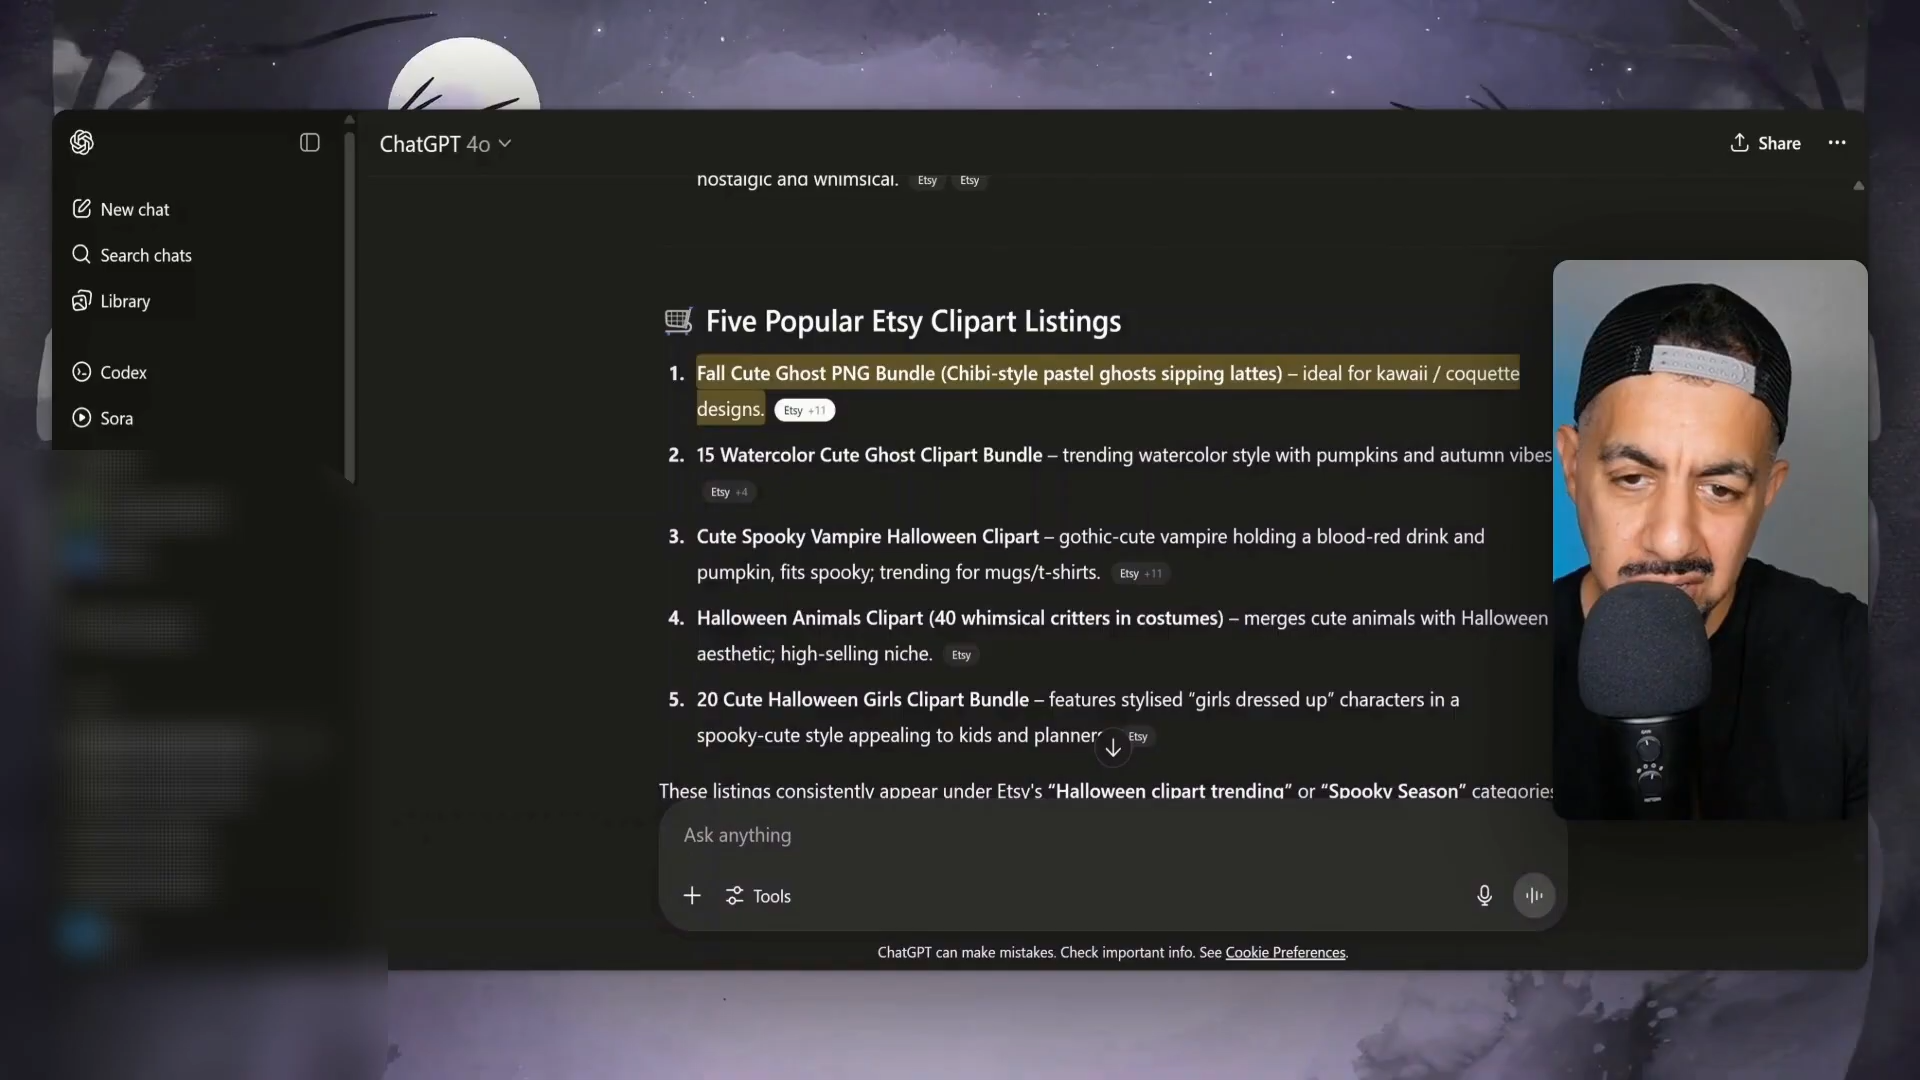 ChatGPT 4o
Share
New chat
Search chats
Library
Codex
Sora
nostalgic and whimsical. Etsy Etsy
Five Popular Etsy Clipart Listings
1. Fall Cute Ghost PNG Bundle (Chibi-style pastel ghosts sipping lattes) – ideal for kawaii / coquette
designs. Etsy +11
2. 15 Watercolor Cute Ghost Clipart Bundle – trending watercolor style with pumpkins and autumn vibes
Etsy +4
3. Cute Spooky Vampire Halloween Clipart – gothic-cute vampire holding a blood-red drink and
pumpkin, fits spooky; trending for mugs/t-shirts. Etsy +11
4. Halloween Animals Clipart (40 whimsical critters in costumes) – merges cute animals with Halloween
aesthetic; high-selling niche. Etsy
5. 20 Cute Halloween Girls Clipart Bundle – features stylised “girls dressed up” characters in a
spooky-cute style appealing to kids and planners Etsy
These listings consistently appear under Etsy's “Halloween clipart trending” or “Spooky Season” categories
Ask anything
Tools
ChatGPT can make mistakes. Check important info. See Cookie Preferences.